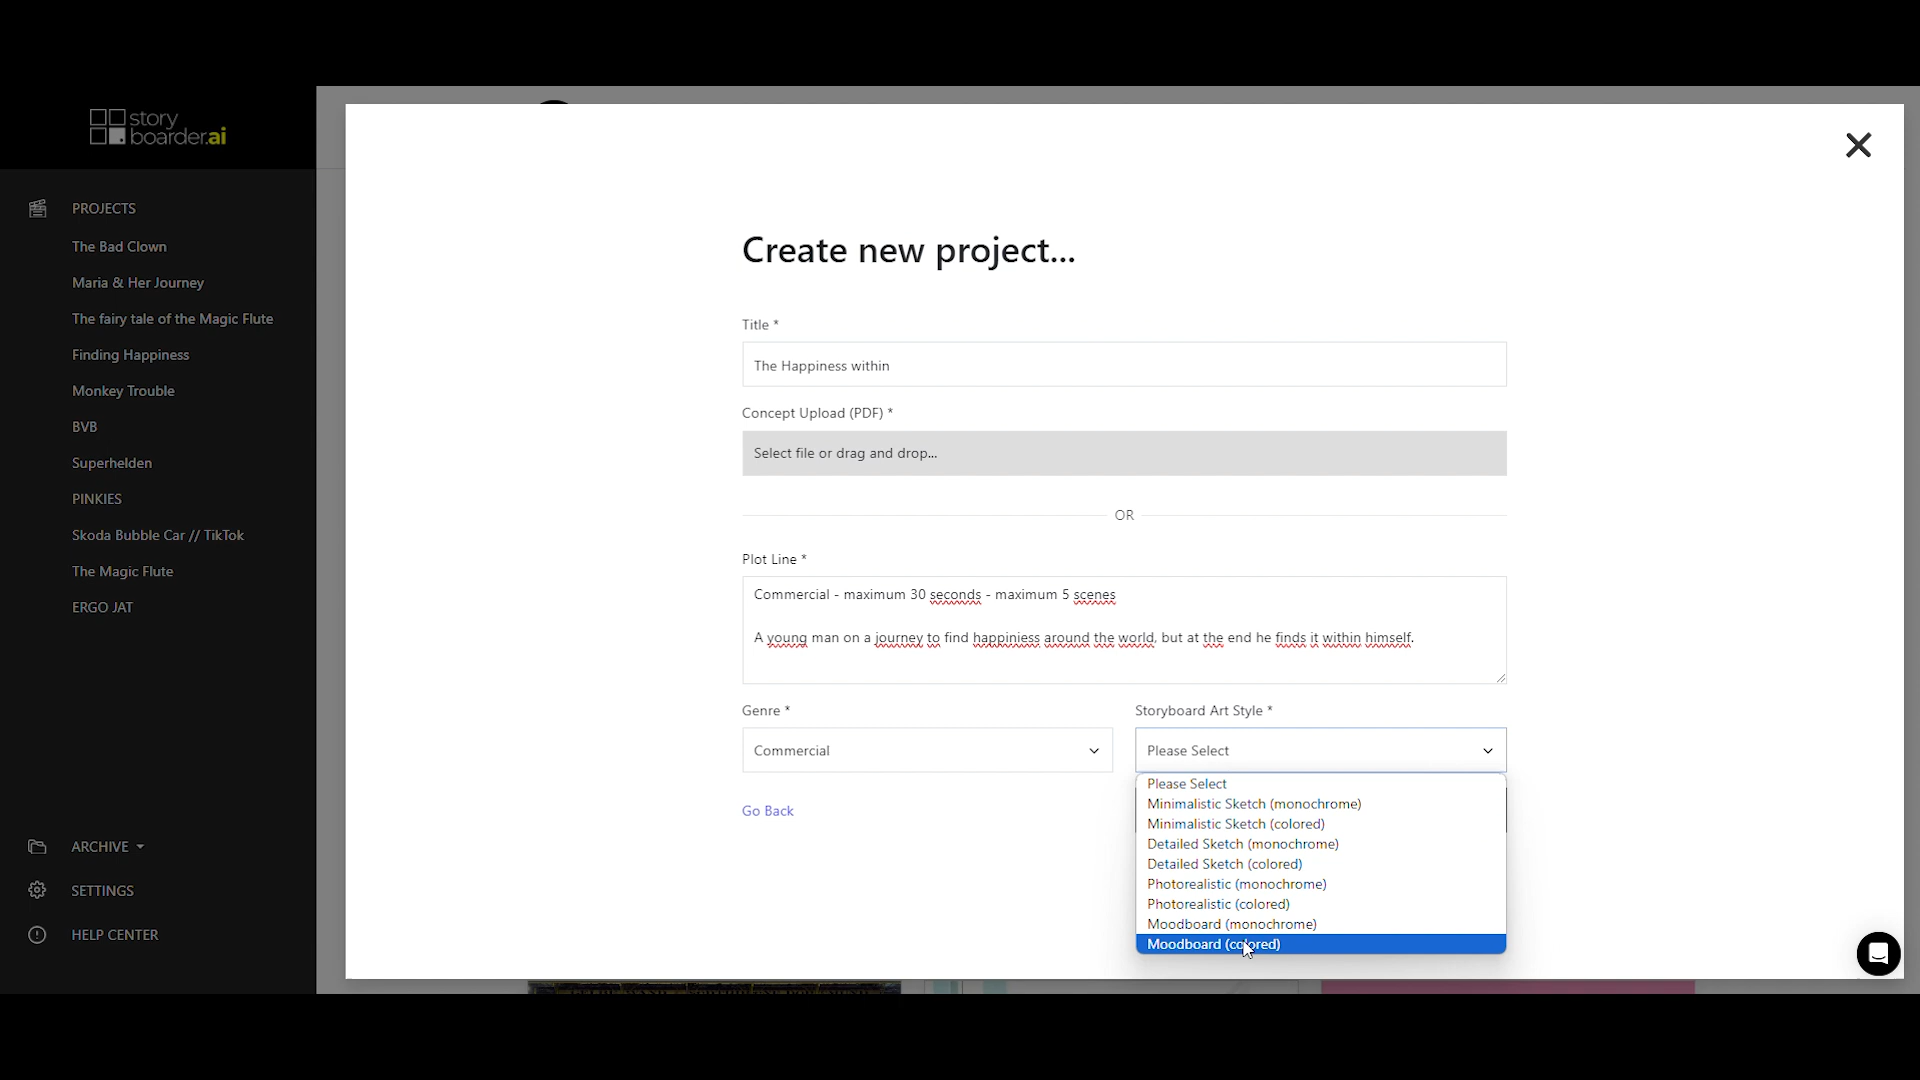 story
boarder.ai
PROJECTS
The Bad Clown
Maria & Her Journey
The fairy tale of the Magic Flute
Finding Happiness
Monkey Trouble
BVB
Superhelden
PINKIES
Skoda Bubble Car // TikTok
The Magic Flute
ERGO JAT
ARCHIVE
SETTINGS
HELP CENTER
Create new project...
Title *
The Happiness within
Concept Upload (PDF) *
Select file or drag and drop...
OR
Plot Line *
Commercial - maximum 30 seconds - maximum 5 scenes
A young man on a journey to find happiniess around the world, but at the end he finds it within himself.
Genre *
Commercial
Storyboard Art Style *
Please Select
Please Select
Minimalistic Sketch (monochrome)
Minimalistic Sketch (colored)
Detailed Sketch (monochrome)
Detailed Sketch (colored)
Photorealistic (monochrome)
Photorealistic (colored)
Moodboard (monochrome)
Moodboard (colored)
Go Back